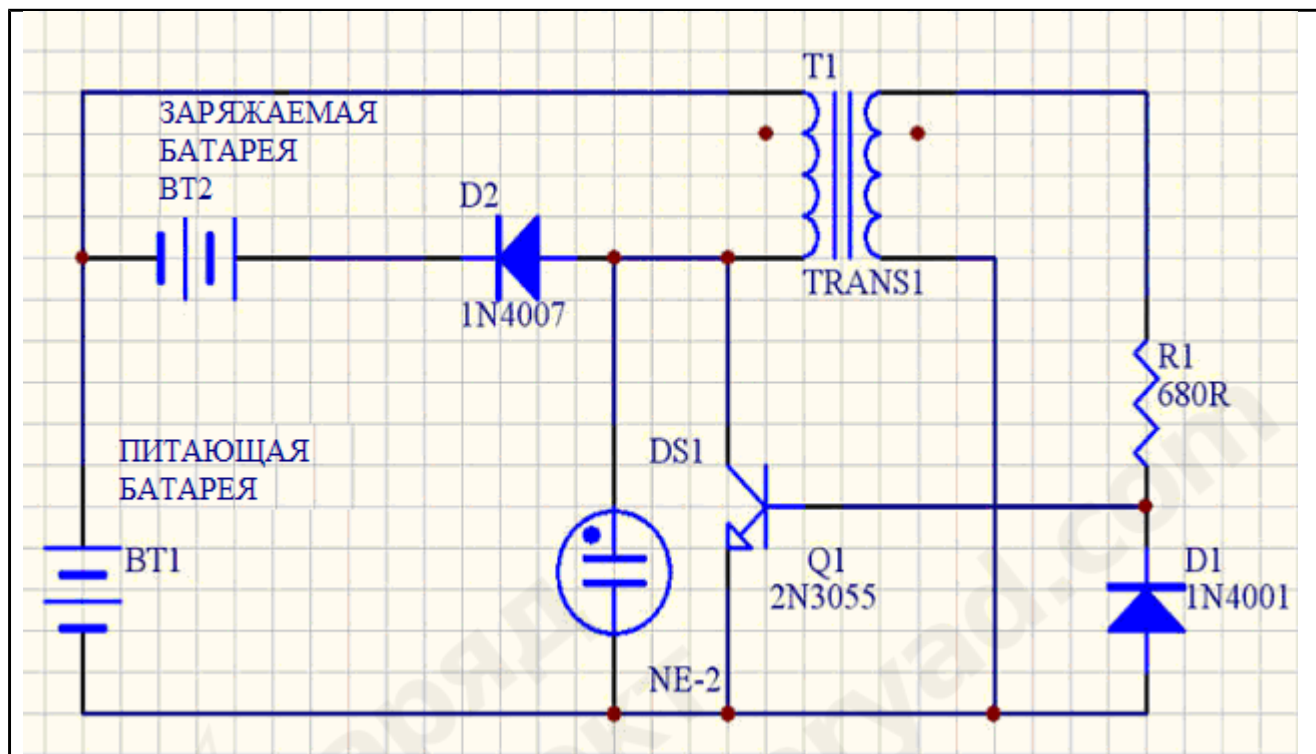 T1
ЗАРЯЖАЕМАЯ
БАТАРЕЯ
BT2
D2
TRANS1
1N4007
R1
680R
ПИТАЮЩАЯ
БАТАРЕЯ
DS1
BT1
Q1
2N3055
D1
1N4001
NE-2